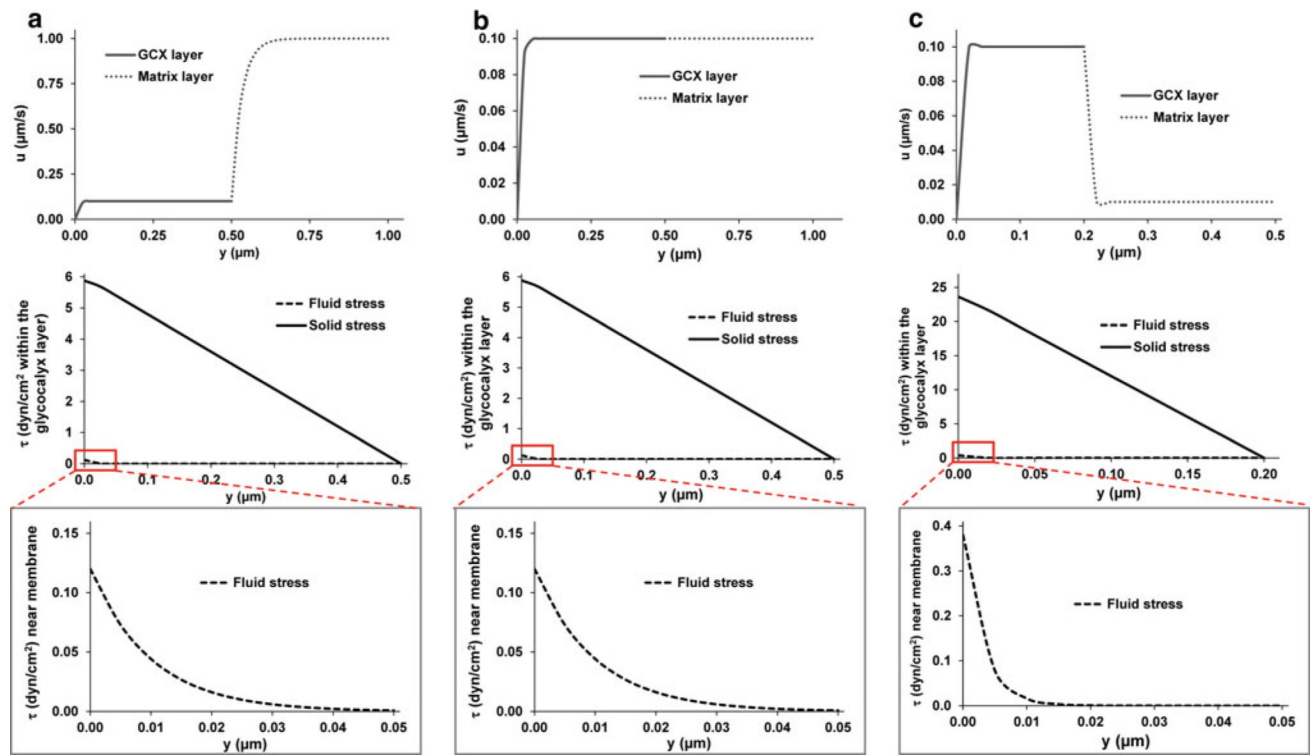 a
1.00
0.75
0.50
0.25
0.00
u (µm/s)
GCX layer
Matrix layer
0.00 0.25 0.50 0.75 1.00
y (µm)
b
0.10
0.08
0.06
0.04
0.02
0.00
u (µm/s)
GCX layer
Matrix layer
0.00 0.25 0.50 0.75 1.00
y (µm)
c
0.10
0.08
0.06
0.04
0.02
0.00
u (µm/s)
GCX layer
Matrix layer
0.0 0.1 0.2 0.3 0.4 0.5
y (µm)
6
5
4
3
2
1
0
τ (dyn/cm² within the
glycocalyx layer)
Fluid stress
Solid stress
0.0 0.1 0.2 0.3 0.4 0.5
y (µm)
6
5
4
3
2
1
0
τ (dyn/cm²) within the
glycocalyx layer
Fluid stress
Solid stress
0.0 0.1 0.2 0.3 0.4 0.5
y (µm)
25
20
15
10
5
0
τ (dyn/cm²) within the
glycocalyx layer
Fluid stress
Solid stress
0.00 0.05 0.10 0.15 0.20
y (µm)
0.15
0.10
0.05
0.00
τ (dyn/cm²) near membrane
Fluid stress
0.00 0.01 0.02 0.03 0.04 0.05
y (µm)
0.15
0.10
0.05
0.00
τ (dyn/cm²) near membrane
Fluid stress
0.00 0.01 0.02 0.03 0.04 0.05
y (µm)
0.4
0.3
0.2
0.1
0.0
τ (dyn/cm²) near membrane
Fluid stress
0.00 0.01 0.02 0.03 0.04 0.05
y (µm)